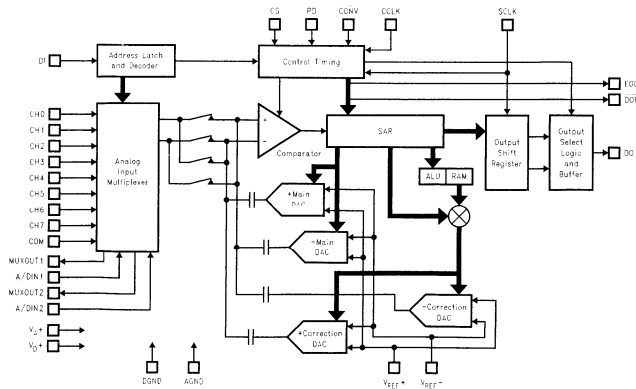 CS PD CONV CCLK SCLK
DI
Address Latch
and Decoder
Control Timing
EOC
DOR
CH0
CH1
CH2
CH3
CH4
CH5
CH6
CH7
COM
MUXOUT1
A/DIN1
MUXOUT2
A/DIN2
Analog
Input
Multiplexer
+
−
Comparator
SAR
ALU RAM
Output
Shift
Register
Output
Select
Logic
and
Buffer
DO
+Main
DAC
−Main
DAC
−Correction
DAC
+Correction
DAC
VA+
VD+
DGND
AGND
VREF+
VREF−